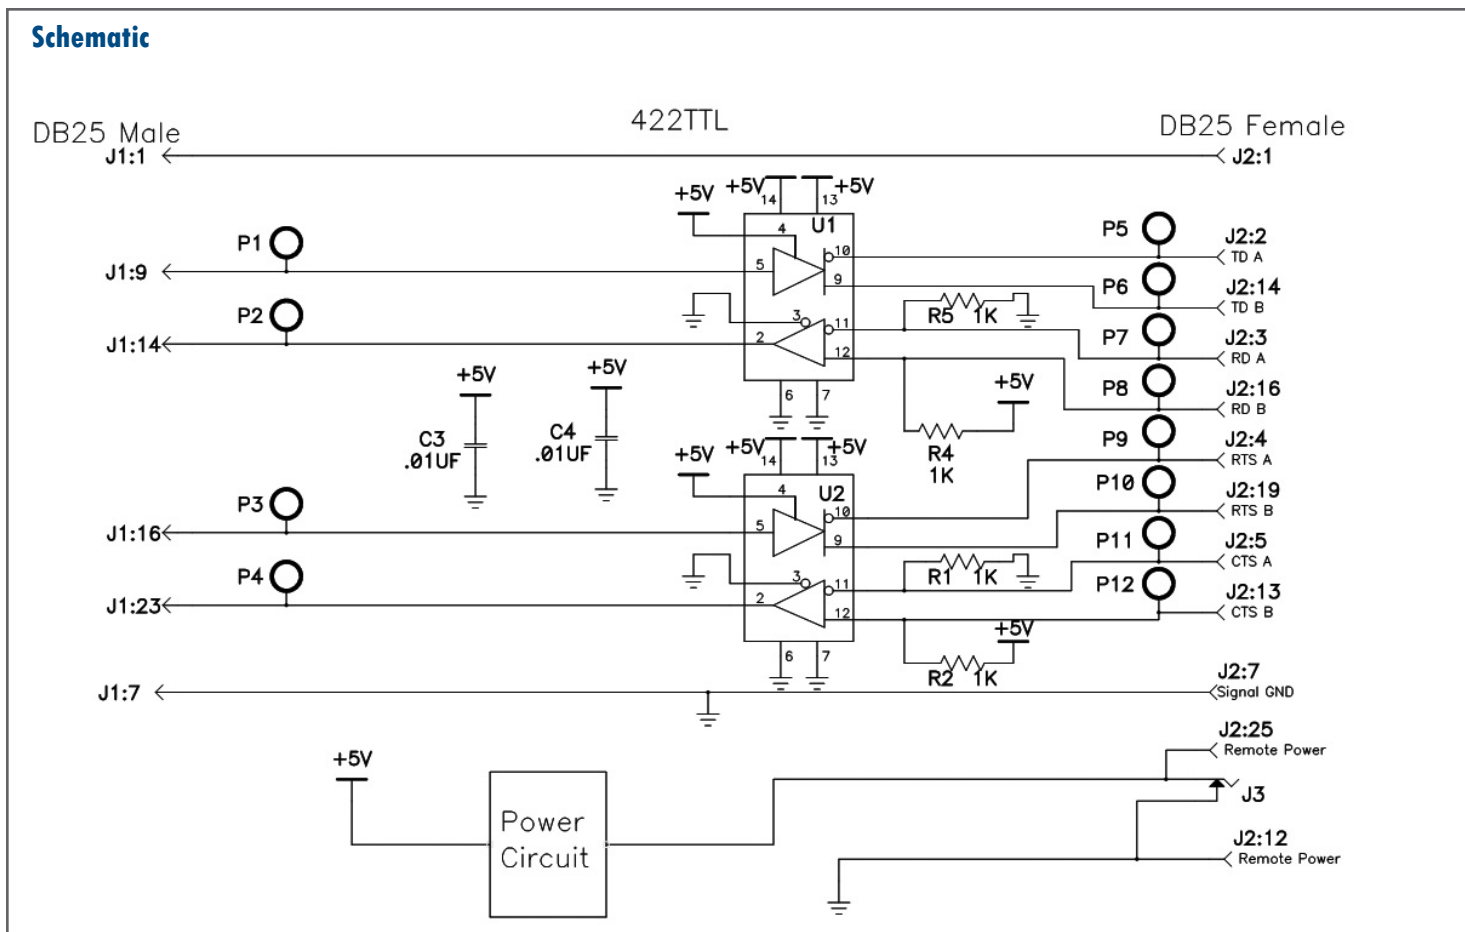 Schematic
422TTL
DB25 Male
DB25 Female
J1:1
J2:1
+5V
+5V
+5V
14
13
U1
P1
4
P5
J2:2
10
TD A
J1:9
5
9
P6
J2:14
TD B
P2
3
11
R5 1K
P7
J2:3
J1:14
2
12
RD A
+5V
+5V
+5V
P8
J2:16
6
7
RD B
C3
.01UF
C4
.01UF
+5V
+5V
14
13
R4
1K
P9
J2:4
RTS A
+5V
4
U2
P10
J2:19
P3
10
RTS B
J1:16
5
9
P11
J2:5
P4
3
11
R1 1K
CTS A
J1:23
2
12
P12
J2:13
CTS B
+5V
6
7
R2 1K
J1:7
J2:7
Signal GND
J2:25
Remote Power
+5V
J3
Power
Circuit
J2:12
Remote Power